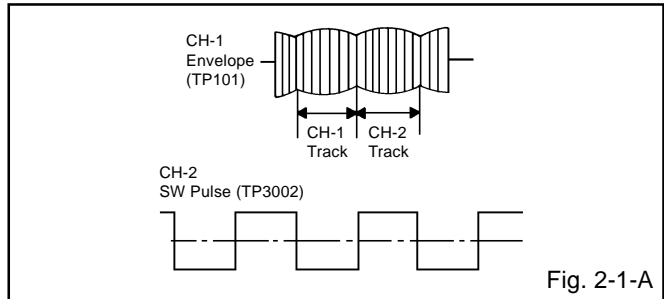 CH-1
Envelope
(TP101)
CH-1
Track
CH-2
Track
CH-2
SW Pulse (TP3002)
Fig. 2-1-A